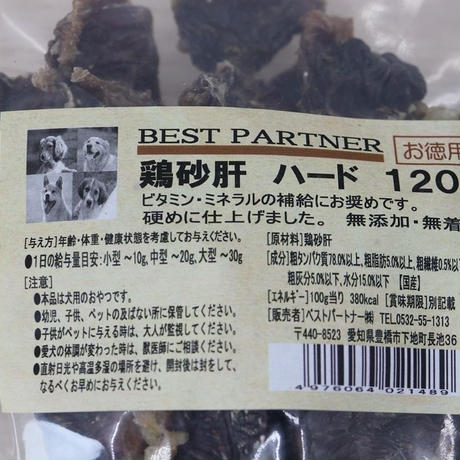 BEST PARTNER
お徳用
鶏砂肝 ハード 120
ビタミン・ミネラルの補給にお奨めです。
硬めに仕上げました。 無添加・無着
[与え方]年齢・体重・健康状態を考慮してお与えください。
●1日の給与量目安:小型 ~10g, 中型 ~20g, 大型 ~30g
[注意]
●本品は犬用のおやつです。
●幼児、子供、ペットの及ばない所に保管してください。
●子供がペットに与える時は、大人が監視してください。
●愛犬の体調が変わった時は、獣医師にご相談ください。
●直射日光や高温多湿の場所を避け、開封後は封をして、
なるべくお早めにお与えください。
[原材料]鶏砂肝
[成分]粗タンパク質78.0%以上, 粗脂肪5.0%以上, 粗繊維0.5%以
粗灰分5.0%以下, 水分15.0%以下 【国産】
[エネルギー]100g当り 380kcal [賞味期限]別記載
[販売者]ベストパートナー㈱ TEL.0532-55-1313
〒440-8523 愛知県豊橋市下地町長池36
4 976064 021489